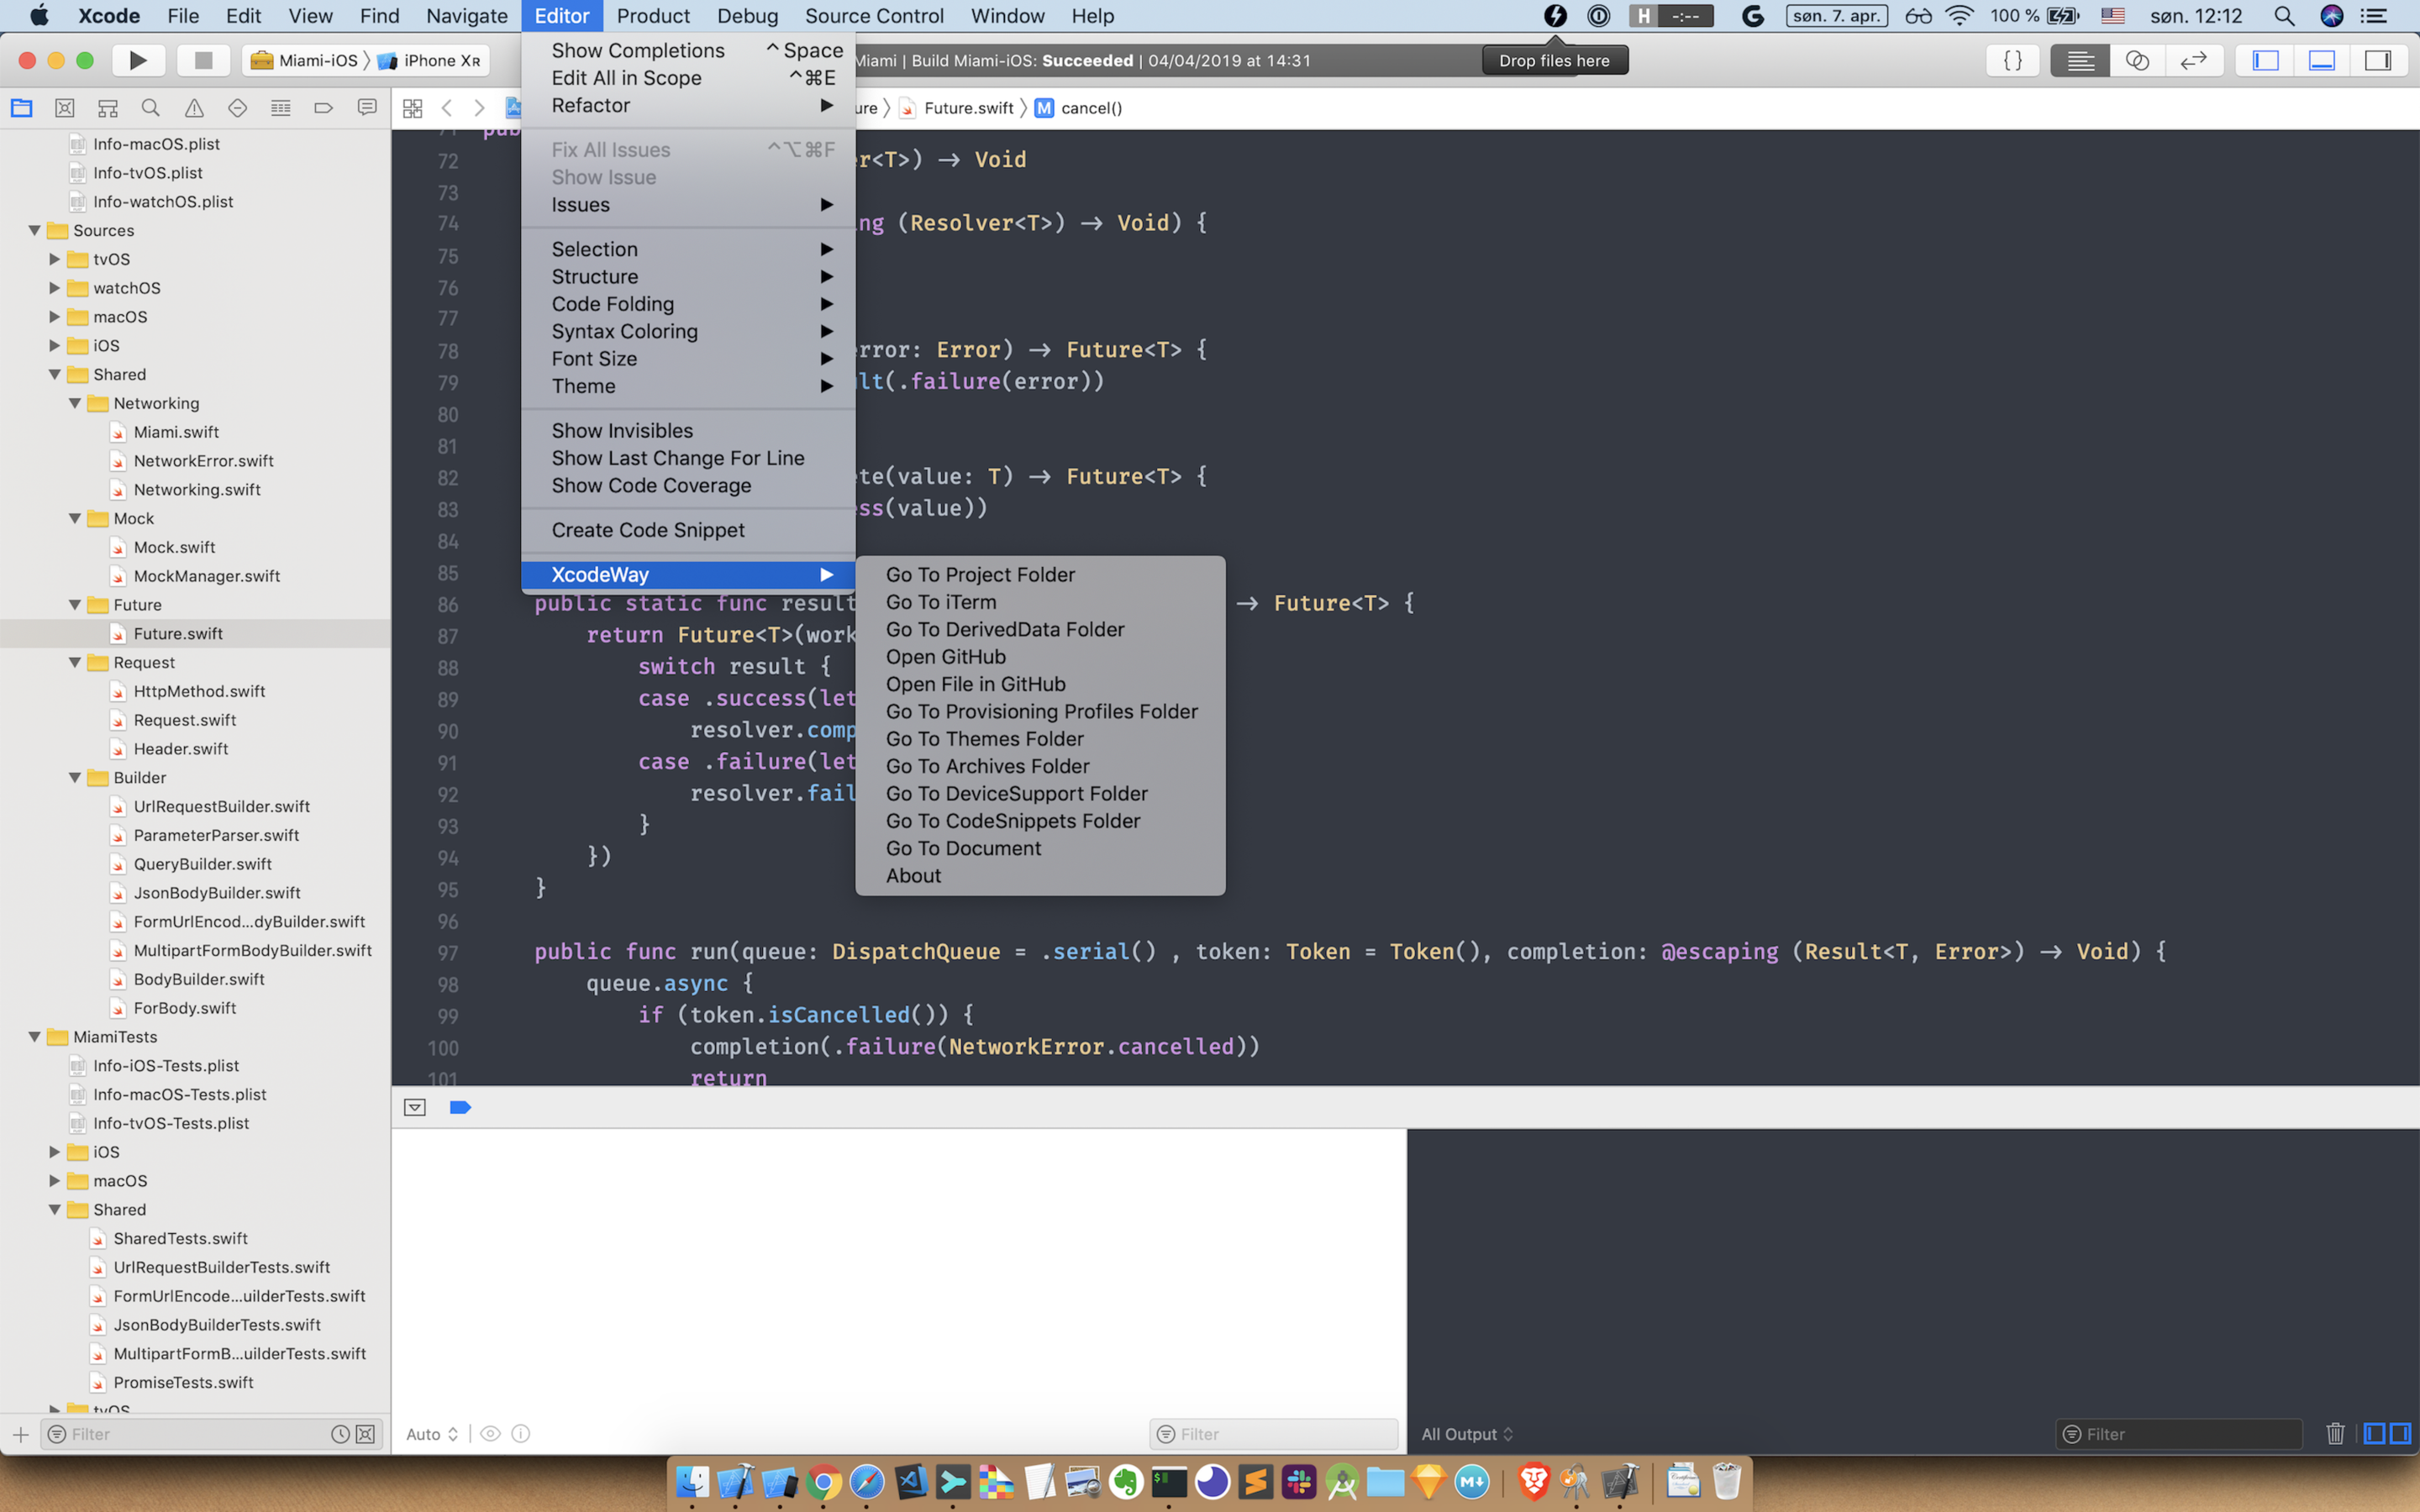 Xcode File Edit View Find Navigate Editor Product Debug Source Control Window Help
H -:-- søn. 7. apr. 100 % søn. 12:12
Miami-iOS iPhone XR
Miami | Build Miami-iOS: Succeeded | 04/04/2019 at 14:31
Drop files here
{ }
ure Future.swift M cancel()
Info-macOS.plist
Info-tvOS.plist
Info-watchOS.plist
Sources
tvOS
watchOS
macOS
iOS
Shared
Networking
Miami.swift
NetworkError.swift
Networking.swift
Mock
Mock.swift
MockManager.swift
Future
Future.swift
Request
HttpMethod.swift
Request.swift
Header.swift
Builder
UrlRequestBuilder.swift
ParameterParser.swift
QueryBuilder.swift
JsonBodyBuilder.swift
FormUrlEncod...dyBuilder.swift
MultipartFormBodyBuilder.swift
BodyBuilder.swift
ForBody.swift
MiamiTests
Info-iOS-Tests.plist
Info-macOS-Tests.plist
Info-tvOS-Tests.plist
iOS
macOS
Shared
SharedTests.swift
UrlRequestBuilderTests.swift
FormUrlEncode...uilderTests.swift
JsonBodyBuilderTests.swift
MultipartFormB...uilderTests.swift
PromiseTests.swift
tvOS
Filter
Show Completions ^ Space
Edit All in Scope ^⌘E
Refactor
Fix All Issues ^⌥⌘F
Show Issue
Issues
Selection
Structure
Code Folding
Syntax Coloring
Font Size
Theme
Show Invisibles
Show Last Change For Line
Show Code Coverage
Create Code Snippet
XcodeWay
Go To Project Folder
Go To iTerm
Go To DerivedData Folder
Open GitHub
Open File in GitHub
Go To Provisioning Profiles Folder
Go To Themes Folder
Go To Archives Folder
Go To DeviceSupport Folder
Go To CodeSnippets Folder
Go To Document
About
71 pub
72 er<T>) → Void
73
74 ng (Resolver<T>) → Void) {
75
76
77
78 error: Error) → Future<T> {
79 lt(.failure(error))
80
81
82 te(value: T) → Future<T> {
83 ess(value))
84
85
86 public static func result → Future<T> {
87 return Future<T>(work
88 switch result {
89 case .success(let
90 resolver.comp
91 case .failure(let
92 resolver.fail
93 }
94 })
95 }
96
97 public func run(queue: DispatchQueue = .serial() , token: Token = Token(), completion: @escaping (Result<T, Error>) → Void) {
98 queue.async {
99 if (token.isCancelled()) {
100 completion(.failure(NetworkError.cancelled))
101 return
Auto Filter
All Output Filter
M↓